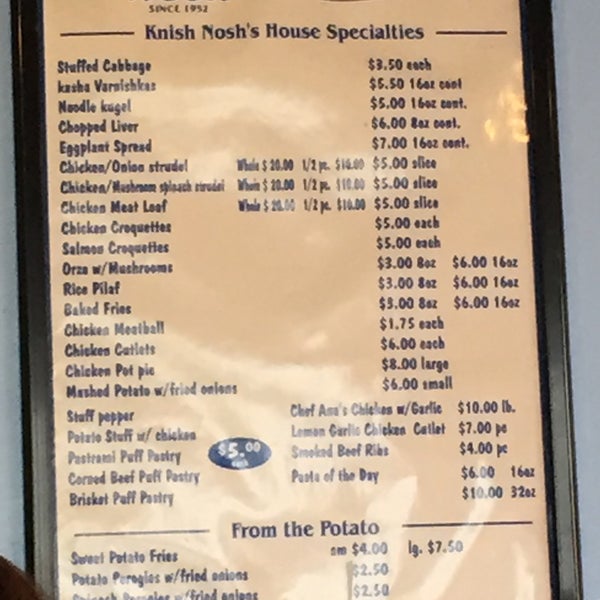 SINCE 1952
Knish Nosh's House Specialties
Stuffed Cabbage $3.50 each
kasha Varnishkas $5.50 16oz cont
Noodle kugel $5.00 16oz cont.
Chopped Liver $6.00 8oz cont.
Eggplant Spread $7.00 16oz cont.
Chicken/Onion strudel Whole $ 20.00 1/2 pc. $10.00 $5.00 slice
Chicken/Mushroom spinach strudel Whole $ 20.00 1/2 pc. $10.00 $5.00 slice
Chicken Meat Loaf Whole $ 20.00 1/2 pc. $10.00 $5.00 slice
Chicken Croquettes $5.00 each
Salmon Croquettes $5.00 each
Orzo w/Mushrooms $3.00 8oz $6.00 16oz
Rice Pilaf $3.00 8oz $6.00 16oz
Baked Fries $3.00 8oz $6.00 16oz
Chicken Meatball $1.75 each
Chicken Cutlets $6.00 each
Chicken Pot pie $8.00 large
Mashed Potato w/fried onions $6.00 small
Stuff pepper
Potato Stuff w/ chicken
Pastrami Puff Pastry
Corned Beef Puff Pastry
Brisket Puff Pastry
$5.00
each
Chef Ana's Chicken w/Garlic $10.00 lb.
Lemon Garlic Chicken Cutlet $7.00 pc
Smoked Beef Ribs $4.00 pc
Pasta of the Day $6.00 16oz
$10.00 32oz
From the Potato
Sweet Potato Fries sm $4.00 lg. $7.50
Potato Perogies w/fried onions $2.50
Spinach Perogies w/fried onions $2.50